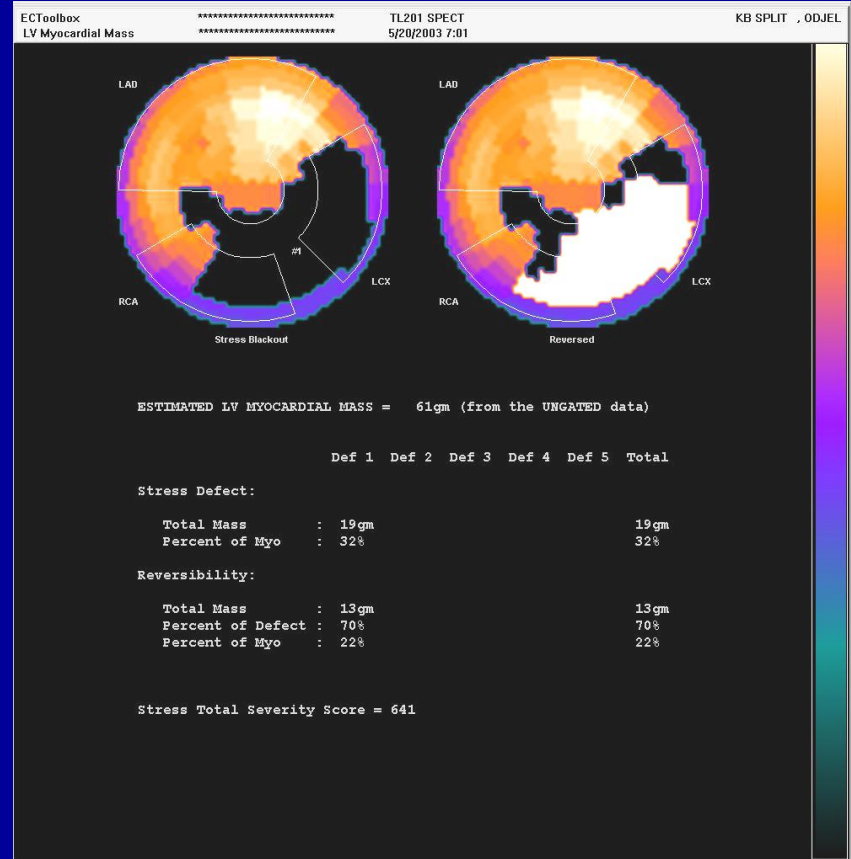 ECToolbox *************************** TL201 SPECT KB SPLIT , ODJEL
LV Myocardial Mass *************************** 5/20/2003 7:01
LAD LAD
#1
LCX LCX
RCA RCA
Stress Blackout Reversed
ESTIMATED LV MYOCARDIAL MASS = 61gm (from the UNGATED data)
Def 1 Def 2 Def 3 Def 4 Def 5 Total
Stress Defect:
Total Mass : 19gm 19gm
Percent of Myo : 32% 32%
Reversibility:
Total Mass : 13gm 13gm
Percent of Defect : 70% 70%
Percent of Myo : 22% 22%
Stress Total Severity Score = 641